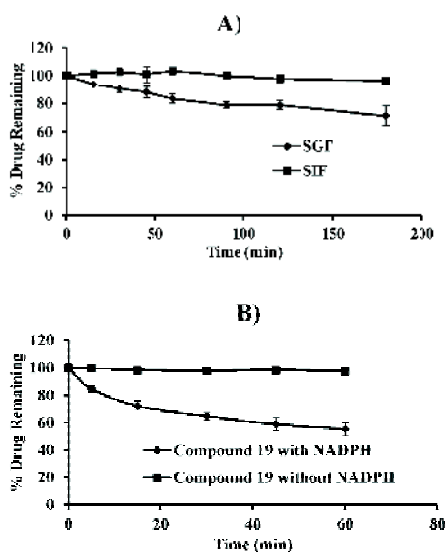 A)
120
100
80
60
40
20
0
% Drug Remaining
SGF
SIF
0 50 100 150 200
Time (min)
B)
120
100
80
60
40
20
0
% Drug Remaining
Compound 19 with NADPH
Compound 19 without NADPH
0 20 40 60 80
Time (min)